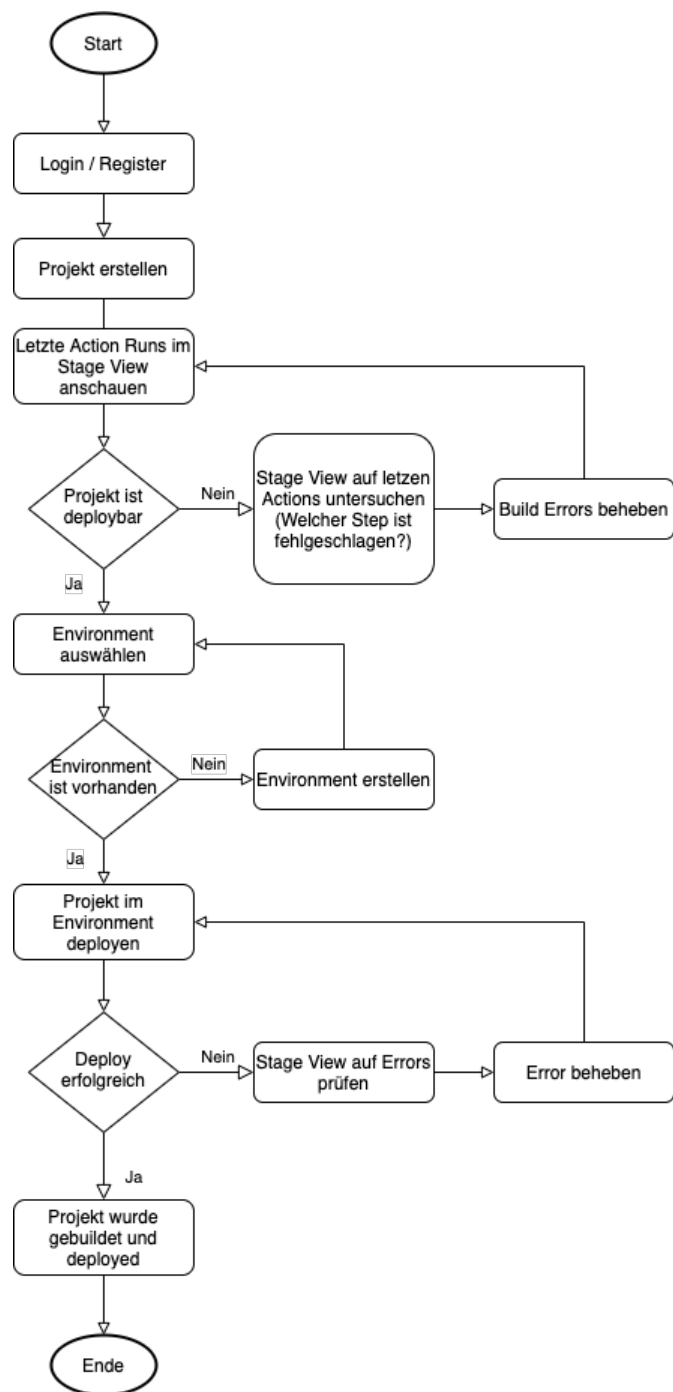 Start
Login / Register
Projekt erstellen
Letzte Action Runs im
Stage View
anschauen
Projekt ist
deploybar
Nein
Stage View auf letzen
Actions untersuchen
(Welcher Step ist
fehlgeschlagen?)
Build Errors beheben
Ja
Environment
auswählen
Environment
ist vorhanden
Nein
Environment erstellen
Ja
Projekt im
Environment
deployen
Deploy
erfolgreich
Nein
Stage View auf Errors
prüfen
Error beheben
Ja
Projekt wurde
gebuildet und
deployed
Ende